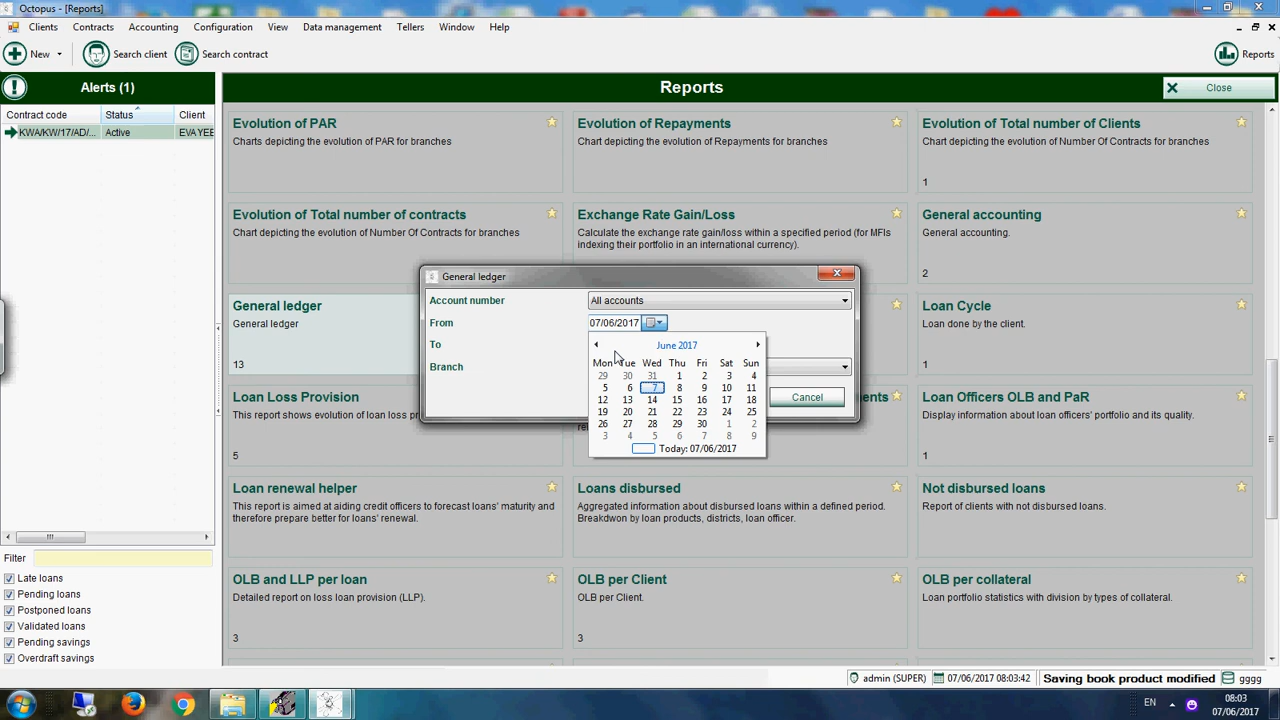 Octopus - [Reports]
Clients Contracts Accounting Configuration View Data management Tellers Window Help
New Search client Search contract Reports
Alerts (1)
Contract code Status Client
KWA/KW/17/AD/... Active EVA YEE
Reports
Close
Evolution of PAR
Charts depicting the evolution of PAR for branches
Evolution of Repayments
Chart depicting the evolution of Repayments for branches
Evolution of Total number of Clients
Chart depicting the evolution of Number Of Contracts for branches
1
Evolution of Total number of contracts
Chart depicting the evolution of Number Of Contracts for branches
Exchange Rate Gain/Loss
Calculate the exchange rate gain/loss within a specified period (for MFIs
indexing their portfolio in an international currency).
General accounting
General accounting.
2
General ledger
General ledger
13
General ledger
Account number All accounts
From 07/06/2017
To
Branch
Cancel
June 2017
Mon Tue Wed Thu Fri Sat Sun
29 30 31 1 2 3 4
5 6 7 8 9 10 11
12 13 14 15 16 17 18
19 20 21 22 23 24 25
26 27 28 29 30 1 2
3 4 5 6 7 8 9
Today: 07/06/2017
Loan Cycle
Loan done by the client.
1
Loan Loss Provision
This report shows evolution of loan loss pr
5
ments
Loan Officers OLB and PaR
Display information about loan officers' portfolio and its quality.
1
Loan renewal helper
This report is aimed at aiding credit officers to forecast loans' maturity and
therefore prepare better for loans' renewal.
Loans disbursed
Aggregated information about disbursed loans within a defined period.
Breakdwon by loan products, districts, loan officer.
Not disbursed loans
Report of clients with not disbursed loans.
OLB and LLP per loan
Detailed report on loss loan provision (LLP).
3
OLB per Client
OLB per Client.
3
OLB per collateral
Loan portfolio statistics with division by types of collateral.
Filter
Late loans
Pending loans
Postponed loans
Validated loans
Pending savings
Overdraft savings
admin (SUPER) 07/06/2017 08:03:42 Saving book product modified gggg
EN 08:03
07/06/2017